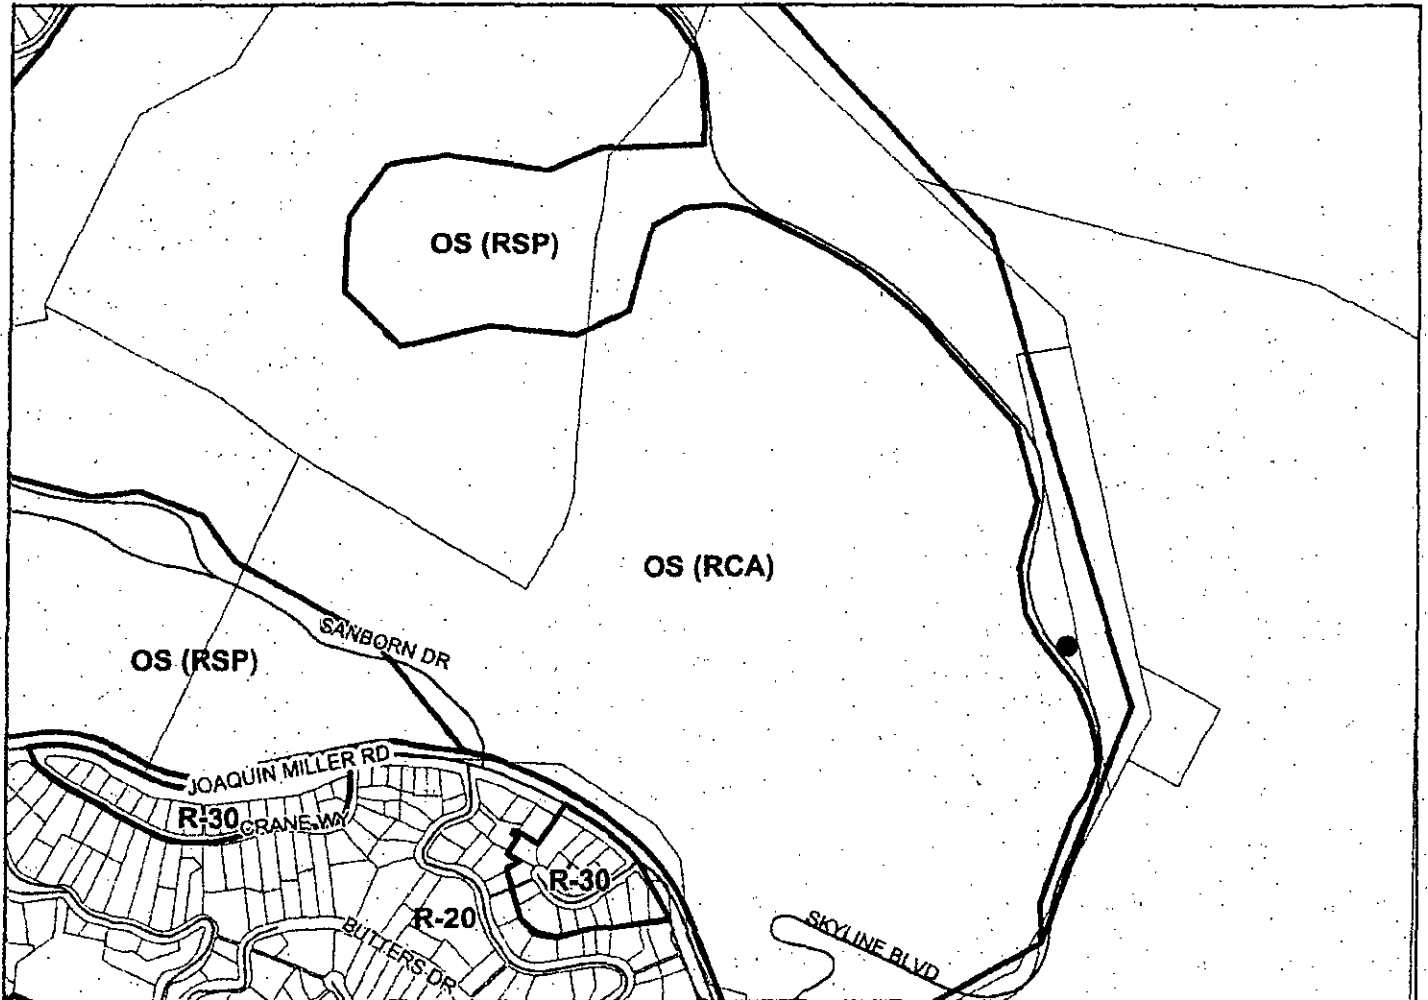 OS (RSP)
OS (RCA)
SANBORN DR
OS (RSP)
JOAQUIN MILLER RD
R-30
CRANE WY
R-30
R-20
BUTTERS DR
SKYLINE BLVD